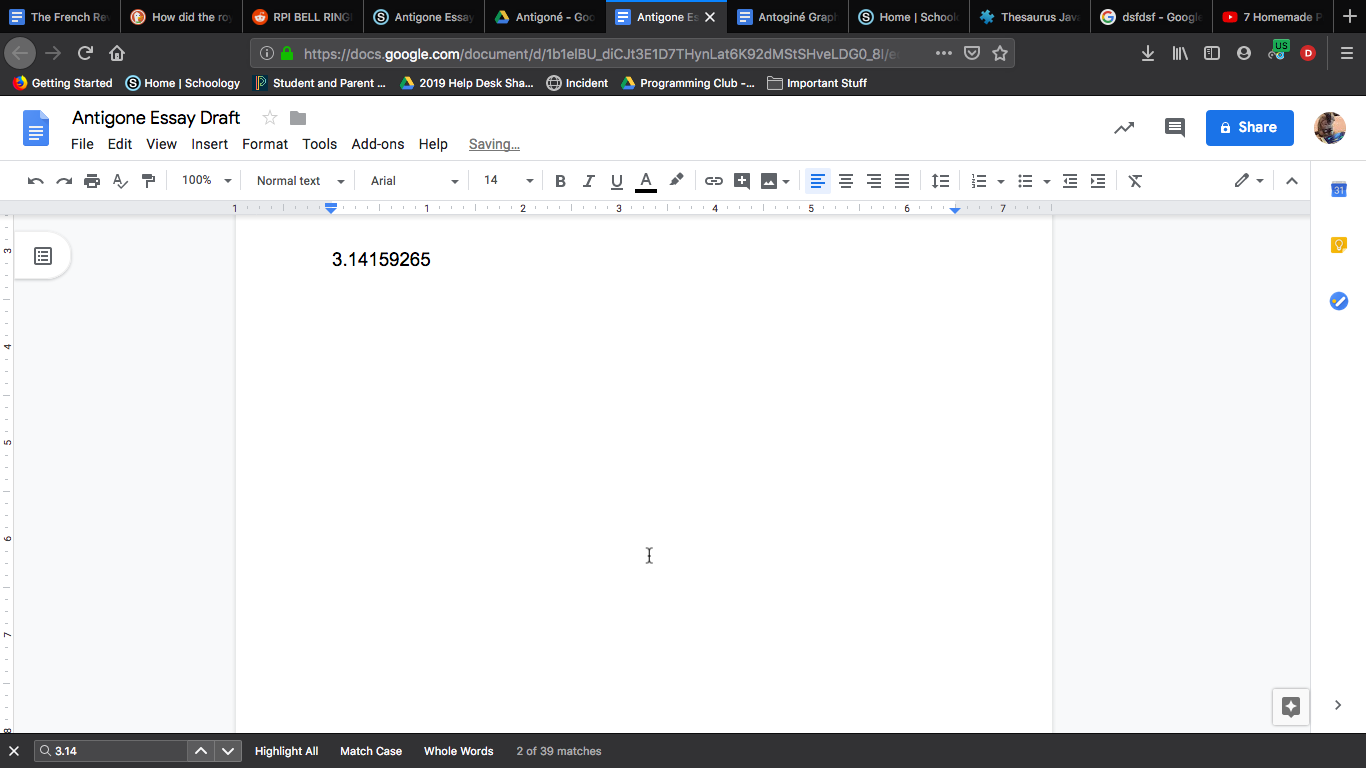 The French Rev
How did the roy
RPI BELL RING
Antigone Essay
Antigoné - Goo
Antigone Es
Antoginé Graph
Home | Schoolo
Thesaurus Java
dsfdsf - Google
7 Homemade P
https://docs.google.com/document/d/1b1elBU_diCJt3E1D7THynLat6K92dMStSHveLDG0_8I/e
US
D
Getting Started
Home | Schoology
Student and Parent ...
2019 Help Desk Sha...
Incident
Programming Club -...
Important Stuff
Antigone Essay Draft
File Edit View Insert Format Tools Add-ons Help Saving...
Share
100% Normal text Arial 14 B I U A
31
1 1 2 3 4 5 6 7
3
4
5
6
7
8
3.14159265
3.14
Highlight All Match Case Whole Words 2 of 39 matches